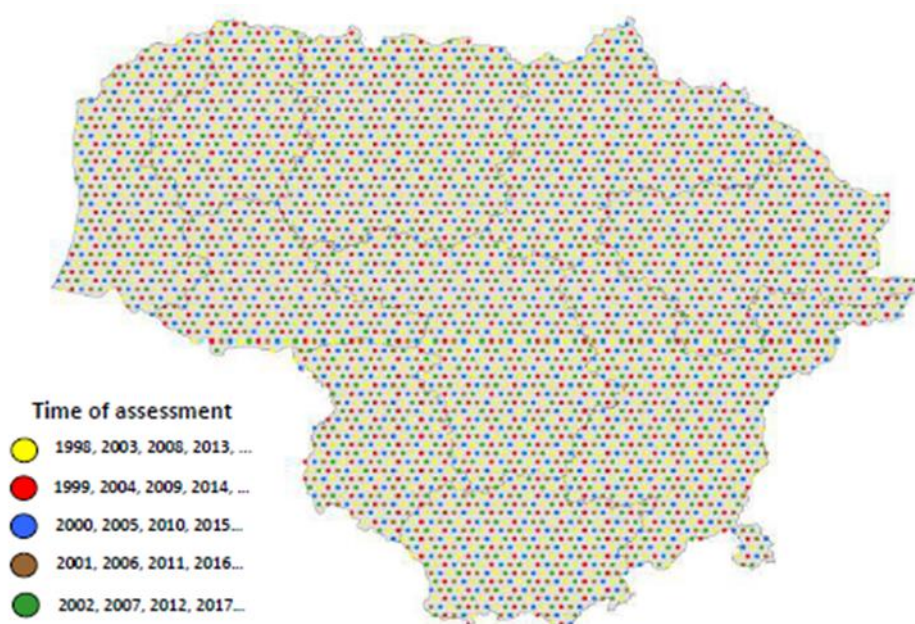 Time of assessment
1998, 2003, 2008, 2013, ...
1999, 2004, 2009, 2014, ...
2000, 2005, 2010, 2015...
2001, 2006, 2011, 2016...
2002, 2007, 2012, 2017...